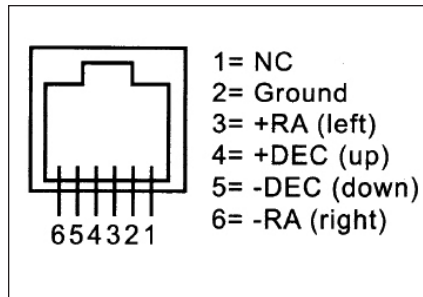 1= NC
2= Ground
3= +RA (left)
4= +DEC (up)
5= -DEC (down)
6= -RA (right)
654321